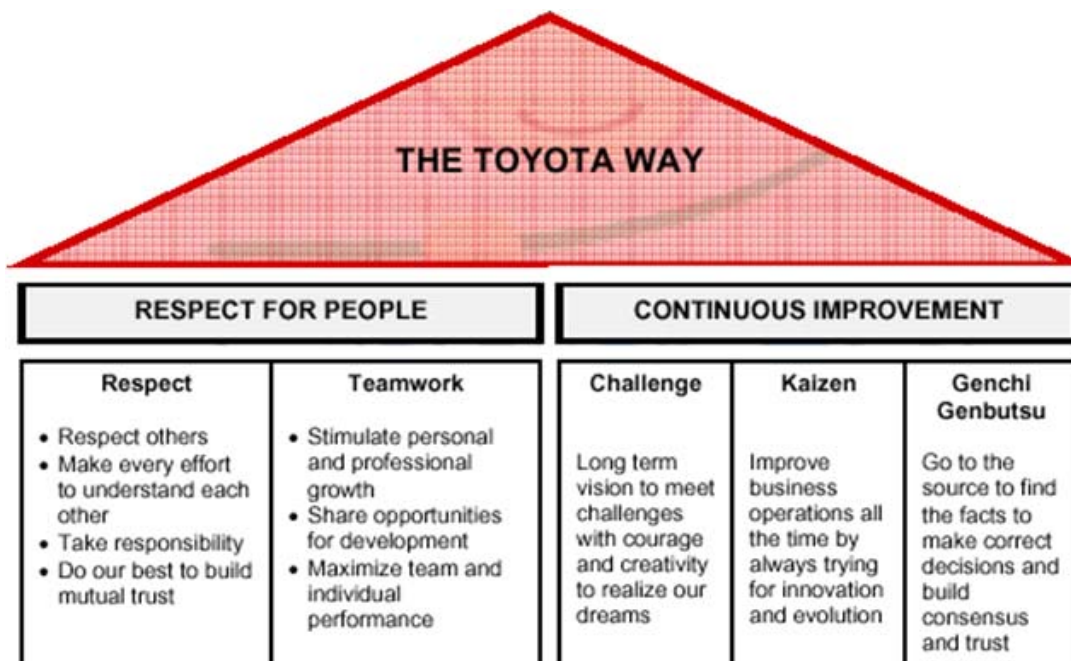 THE TOYOTA WAY
RESPECT FOR PEOPLE
CONTINUOUS IMPROVEMENT
Respect
• Respect others
• Make every effort
to understand each
other
• Take responsibility
• Do our best to build
mutual trust
Teamwork
• Stimulate personal
and professional
growth
• Share opportunities
for development
• Maximize team and
individual
performance
Challenge
Long term
vision to meet
challenges
with courage
and creativity
to realize our
dreams
Kaizen
Improve
business
operations all
the time by
always trying
for innovation
and evolution
Genchi
Genbutsu
Go to the
source to find
the facts to
make correct
decisions and
build
consensus
and trust